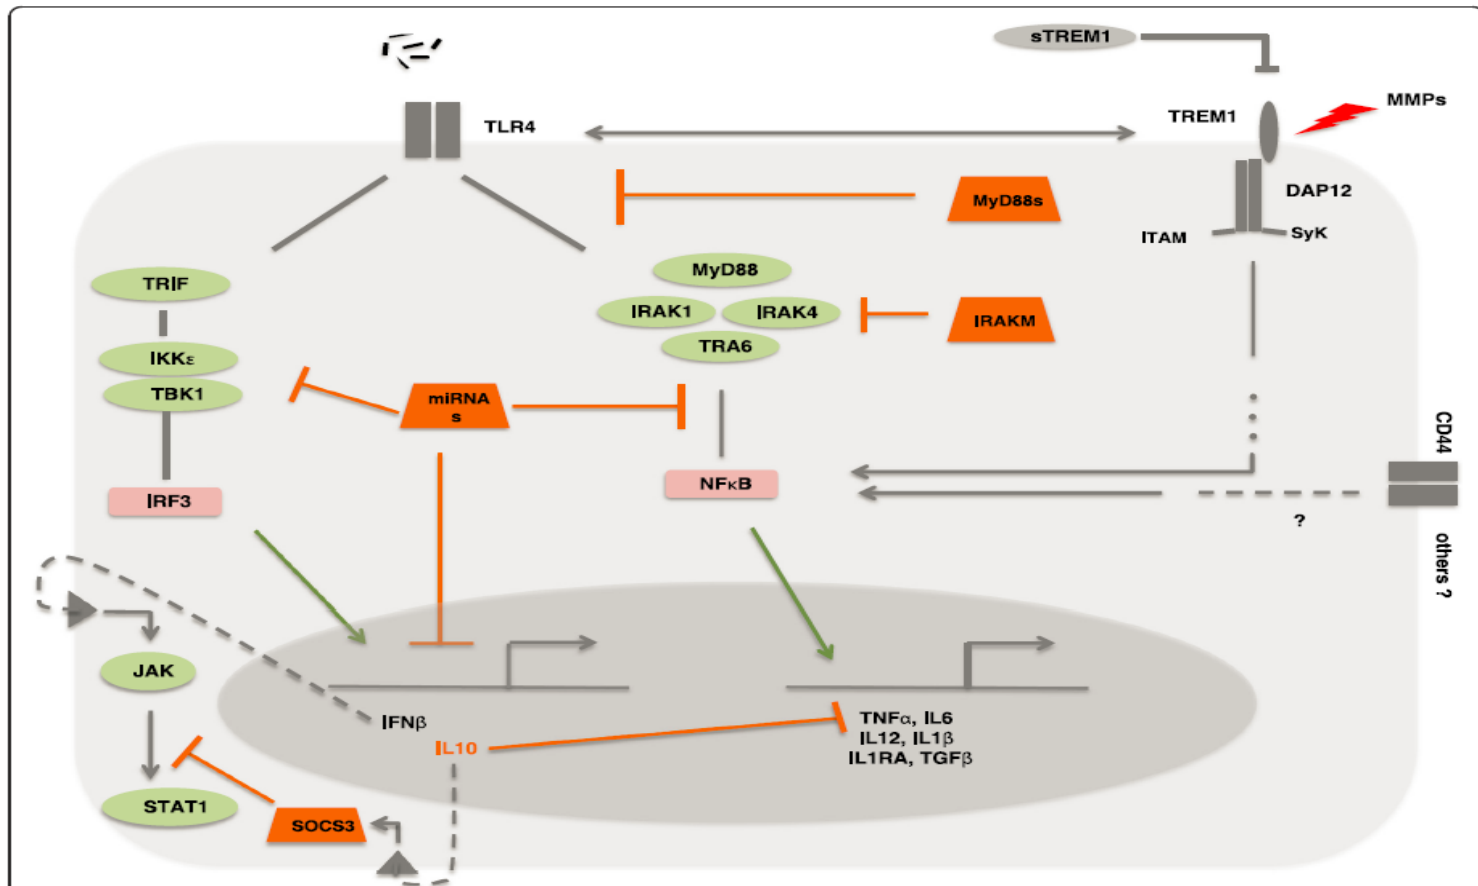 sTREM1
MMPs
TREM1
TLR4
DAP12
MyD88s
SyK
ITAM
MyD88
TRIF
IRAK1
IRAK4
IRAKM
TRA6
IKKε
TBK1
miRNA
s
CD44
NFκB
IRF3
?
others ?
JAK
IFNβ
TNFα, IL6
IL12, IL1β
IL1RA, TGFβ
IL10
STAT1
SOCS3